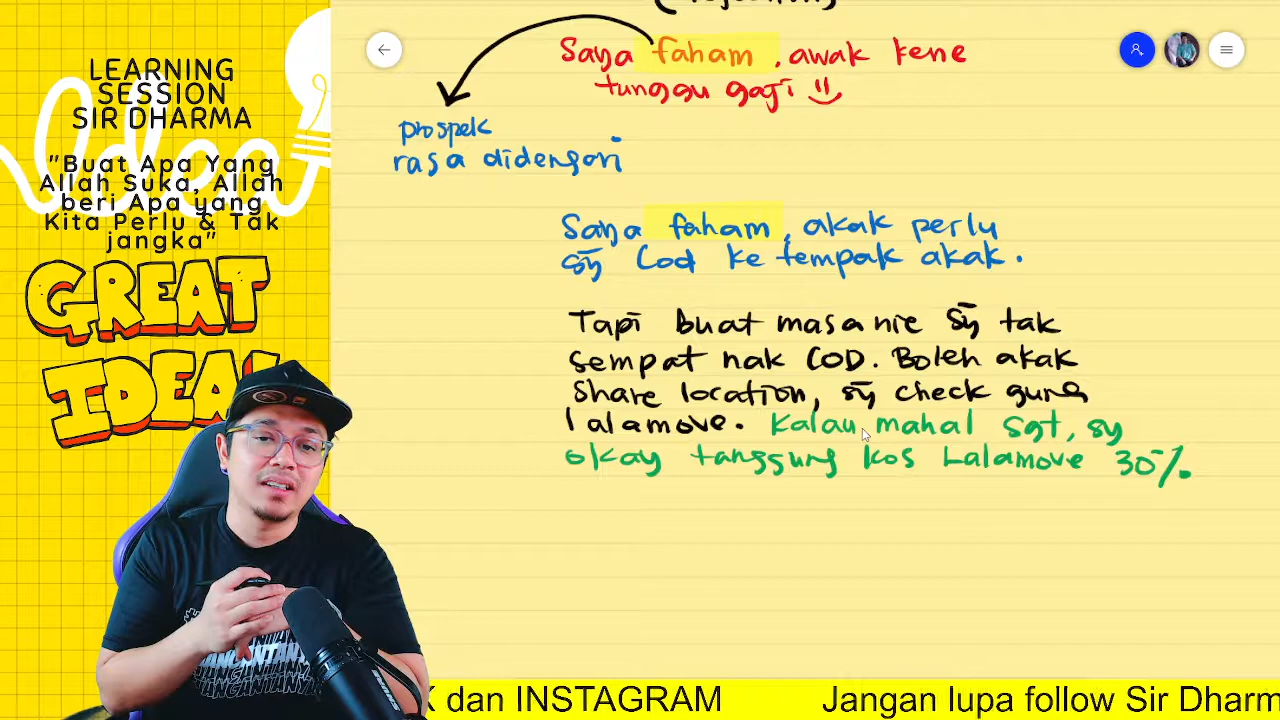 LEARNING
SESSION
SIR DHARMA
"Buat Apa Yang
Allah Suka, Allah
beri Apa yang
Kita Perlu & Tak
jangka"
GREAT
IDEA
Saya faham, awak kene
tunggu gaji
prospek
rasa didengari
Saya faham, akak perlu
sy Cod ke tempak akak.
Tapi buat masa nie sy tak
sempat nak COD. Boleh akak
Share location, sy check guna
lalamove. Kalau mahal sgt, sy
okay tanggung kos Lalamove 30%.
K dan INSTAGRAM Jangan lupa follow Sir Dharm